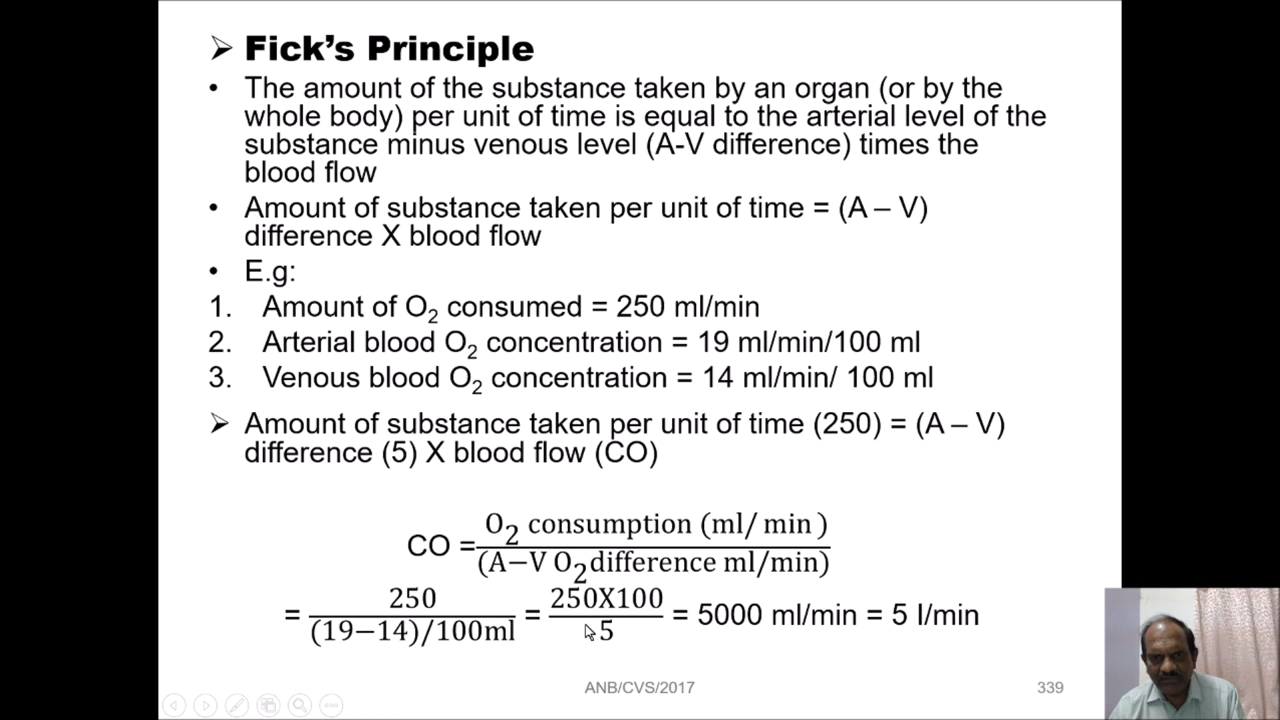 ➢ Fick's Principle
• The amount of the substance taken by an organ (or by the
whole body) per unit of time is equal to the arterial level of the
substance minus venous level (A-V difference) times the
blood flow
• Amount of substance taken per unit of time = (A – V)
difference X blood flow
• E.g:
1. Amount of O₂ consumed = 250 ml/min
2. Arterial blood O₂ concentration = 19 ml/min/100 ml
3. Venous blood O₂ concentration = 14 ml/min/ 100 ml
➢ Amount of substance taken per unit of time (250) = (A – V)
difference (5) X blood flow (CO)
O₂ consumption (ml/ min )
CO =
(A−V O₂difference ml/min)
250 250X100
= = = 5000 ml/min = 5 l/min
(19−14)/100ml 5
ANB/CVS/2017 339